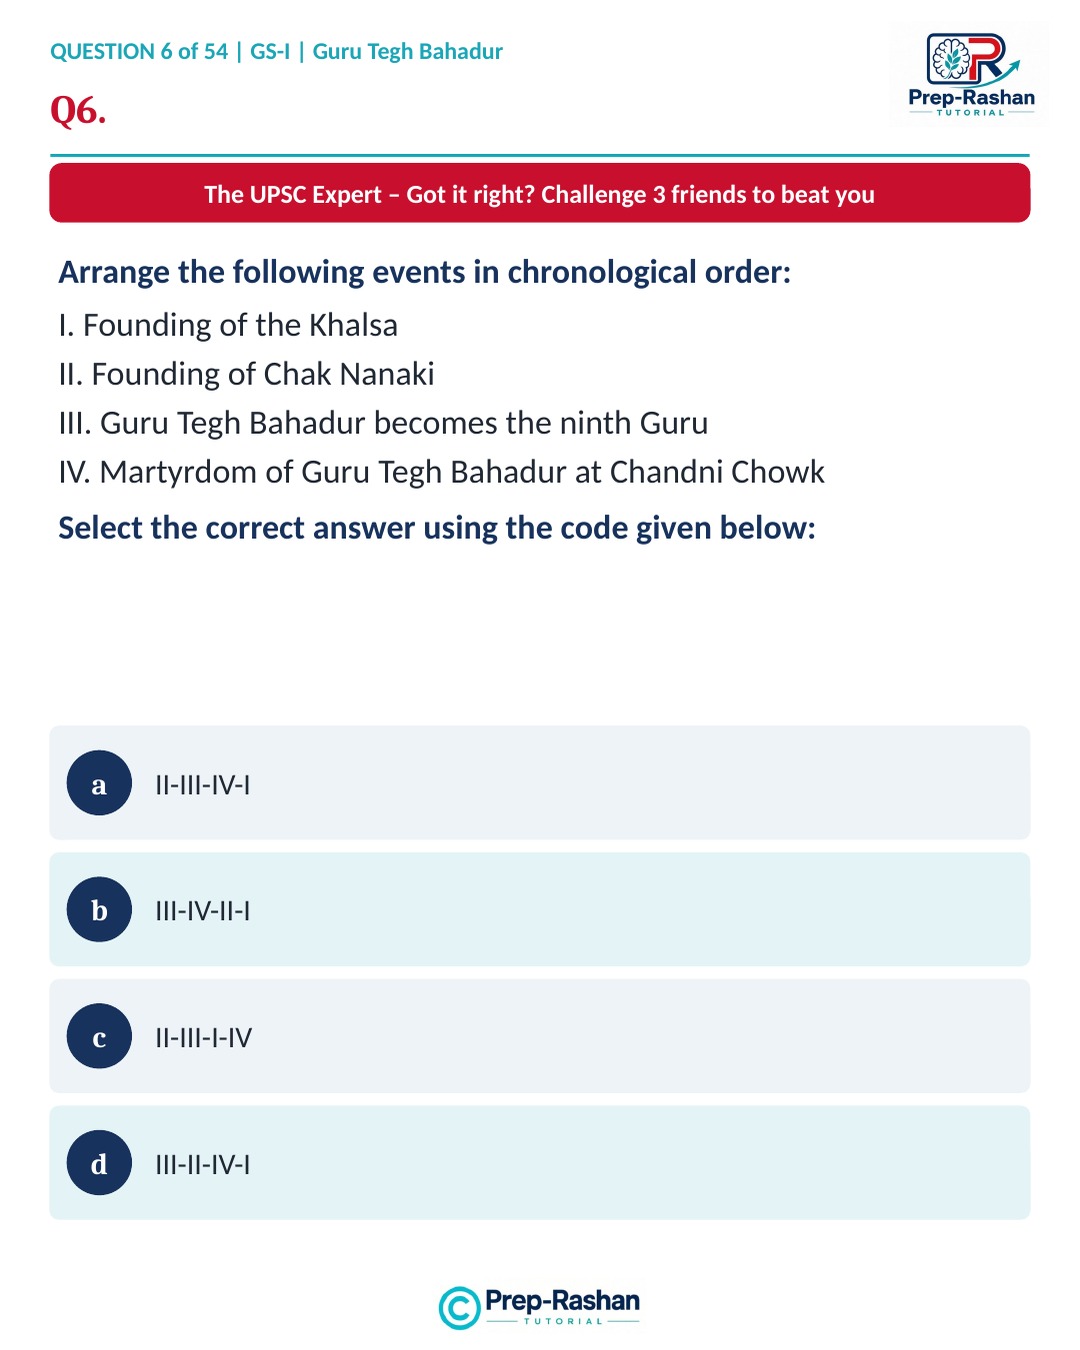 QUESTION 6 of 54 | GS-I | Guru Tegh Bahadur
Q6.
Prep-Rashan
TUTORIAL
The UPSC Expert – Got it right? Challenge 3 friends to beat you
Arrange the following events in chronological order:
I. Founding of the Khalsa
II. Founding of Chak Nanaki
III. Guru Tegh Bahadur becomes the ninth Guru
IV. Martyrdom of Guru Tegh Bahadur at Chandni Chowk
Select the correct answer using the code given below:
a II-III-IV-I
b III-IV-II-I
c II-III-I-IV
d III-II-IV-I
© Prep-Rashan
TUTORIAL